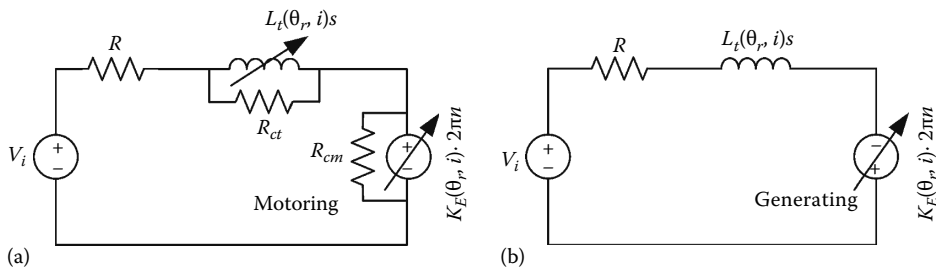 L_t(θ_r, i)s
R
R_ct
V_i
+
−
R_cm
+
−
K_E(θ_r, i) · 2πn
Motoring
(a)
L_t(θ_r, i)s
R
V_i
+
−
−
+
K_E(θ_r, i) · 2πn
Generating
(b)